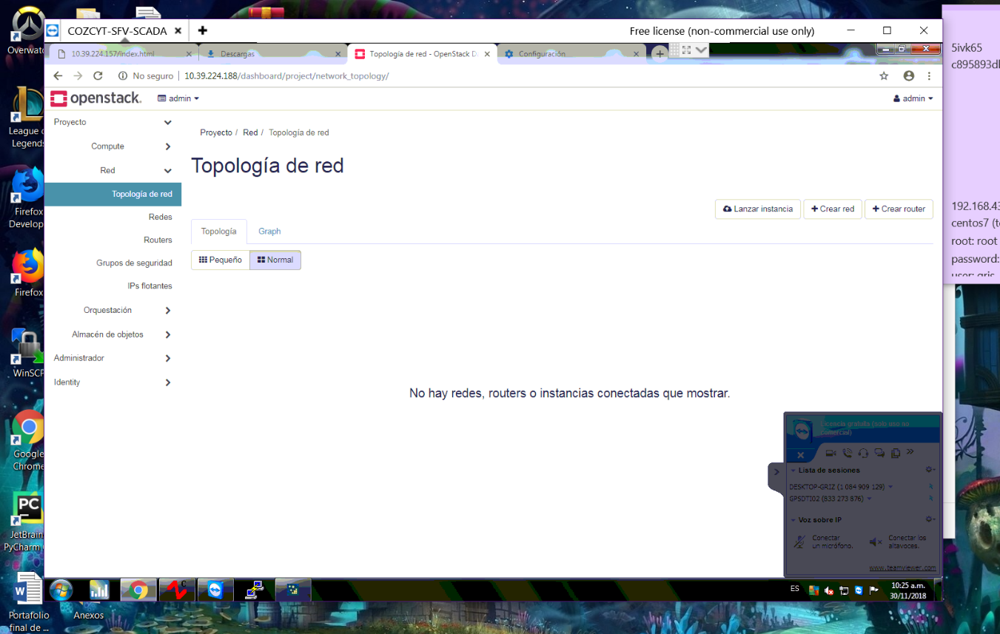 COZCYT-SFV-SCADA
Free license (non-commercial use only)
10.39.224.157/index.html
Descargas
Topología de red - OpenStack D
Configuración
No seguro
10.39.224.188/dashboard/project/network_topology/
openstack.
admin
admin
Proyecto
Compute
Red
Topología de red
Redes
Routers
Grupos de seguridad
IPs flotantes
Orquestación
Almacén de objetos
Administrador
Identity
Proyecto / Red / Topología de red
Topología de red
Lanzar instancia
Crear red
Crear router
Topología
Graph
Pequeño
Normal
No hay redes, routers o instancias conectadas que mostrar.
Licencia gratuita (solo uso no
comercial)
Lista de sesiones
DESKTOP-GRIZ (1 084 909 129)
GPSDTI02 (833 273 876)
Voz sobre IP
Conectar
un micrófono.
Conectar los
altavoces.
www.teamviewer.com
ES
10:25 a.m.
30/11/2018
Overwatc
League o
Legends
Firefox
Develop
Firefox
WinSCP
Google
Chrome
PC
JetBrain
PyCharm
Portafolio
final de ...
Anexos
5ivk65
c895893d
192.168.43
centos7 (t
root: root
password:
user: gris